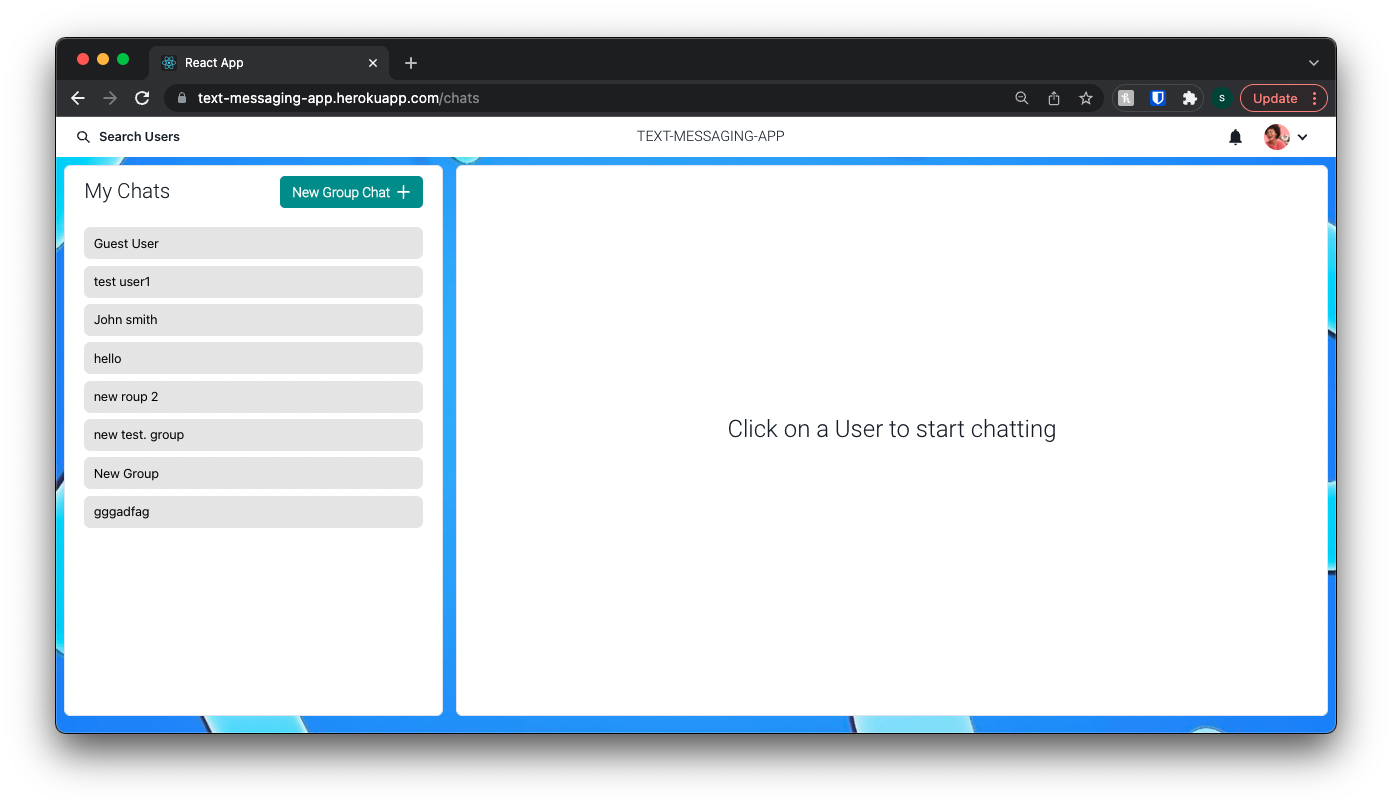 React App
text-messaging-app.herokuapp.com/chats
S
Update
Search Users
TEXT-MESSAGING-APP
My Chats
New Group Chat
Guest User
test user1
John smith
hello
new roup 2
new test. group
New Group
gggadfag
Click on a User to start chatting